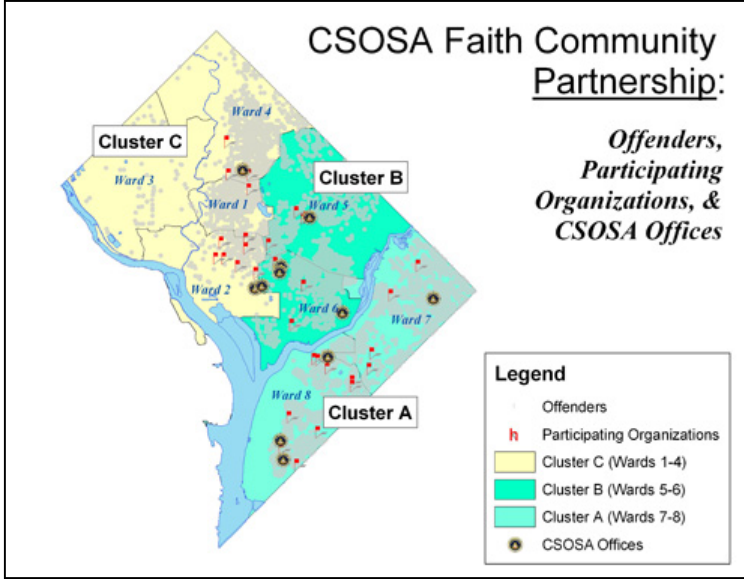 CSOSA Faith Community
Partnership:
Offenders,
Participating
Organizations, &
CSOSA Offices
Ward 4
Cluster C
Ward 3
Cluster B
Ward 1
Ward 5
Ward 2
Ward 6
Ward 7
Ward 8
Cluster A
Legend
Offenders
h Participating Organizations
Cluster C (Wards 1-4)
Cluster B (Wards 5-6)
Cluster A (Wards 7-8)
CSOSA Offices